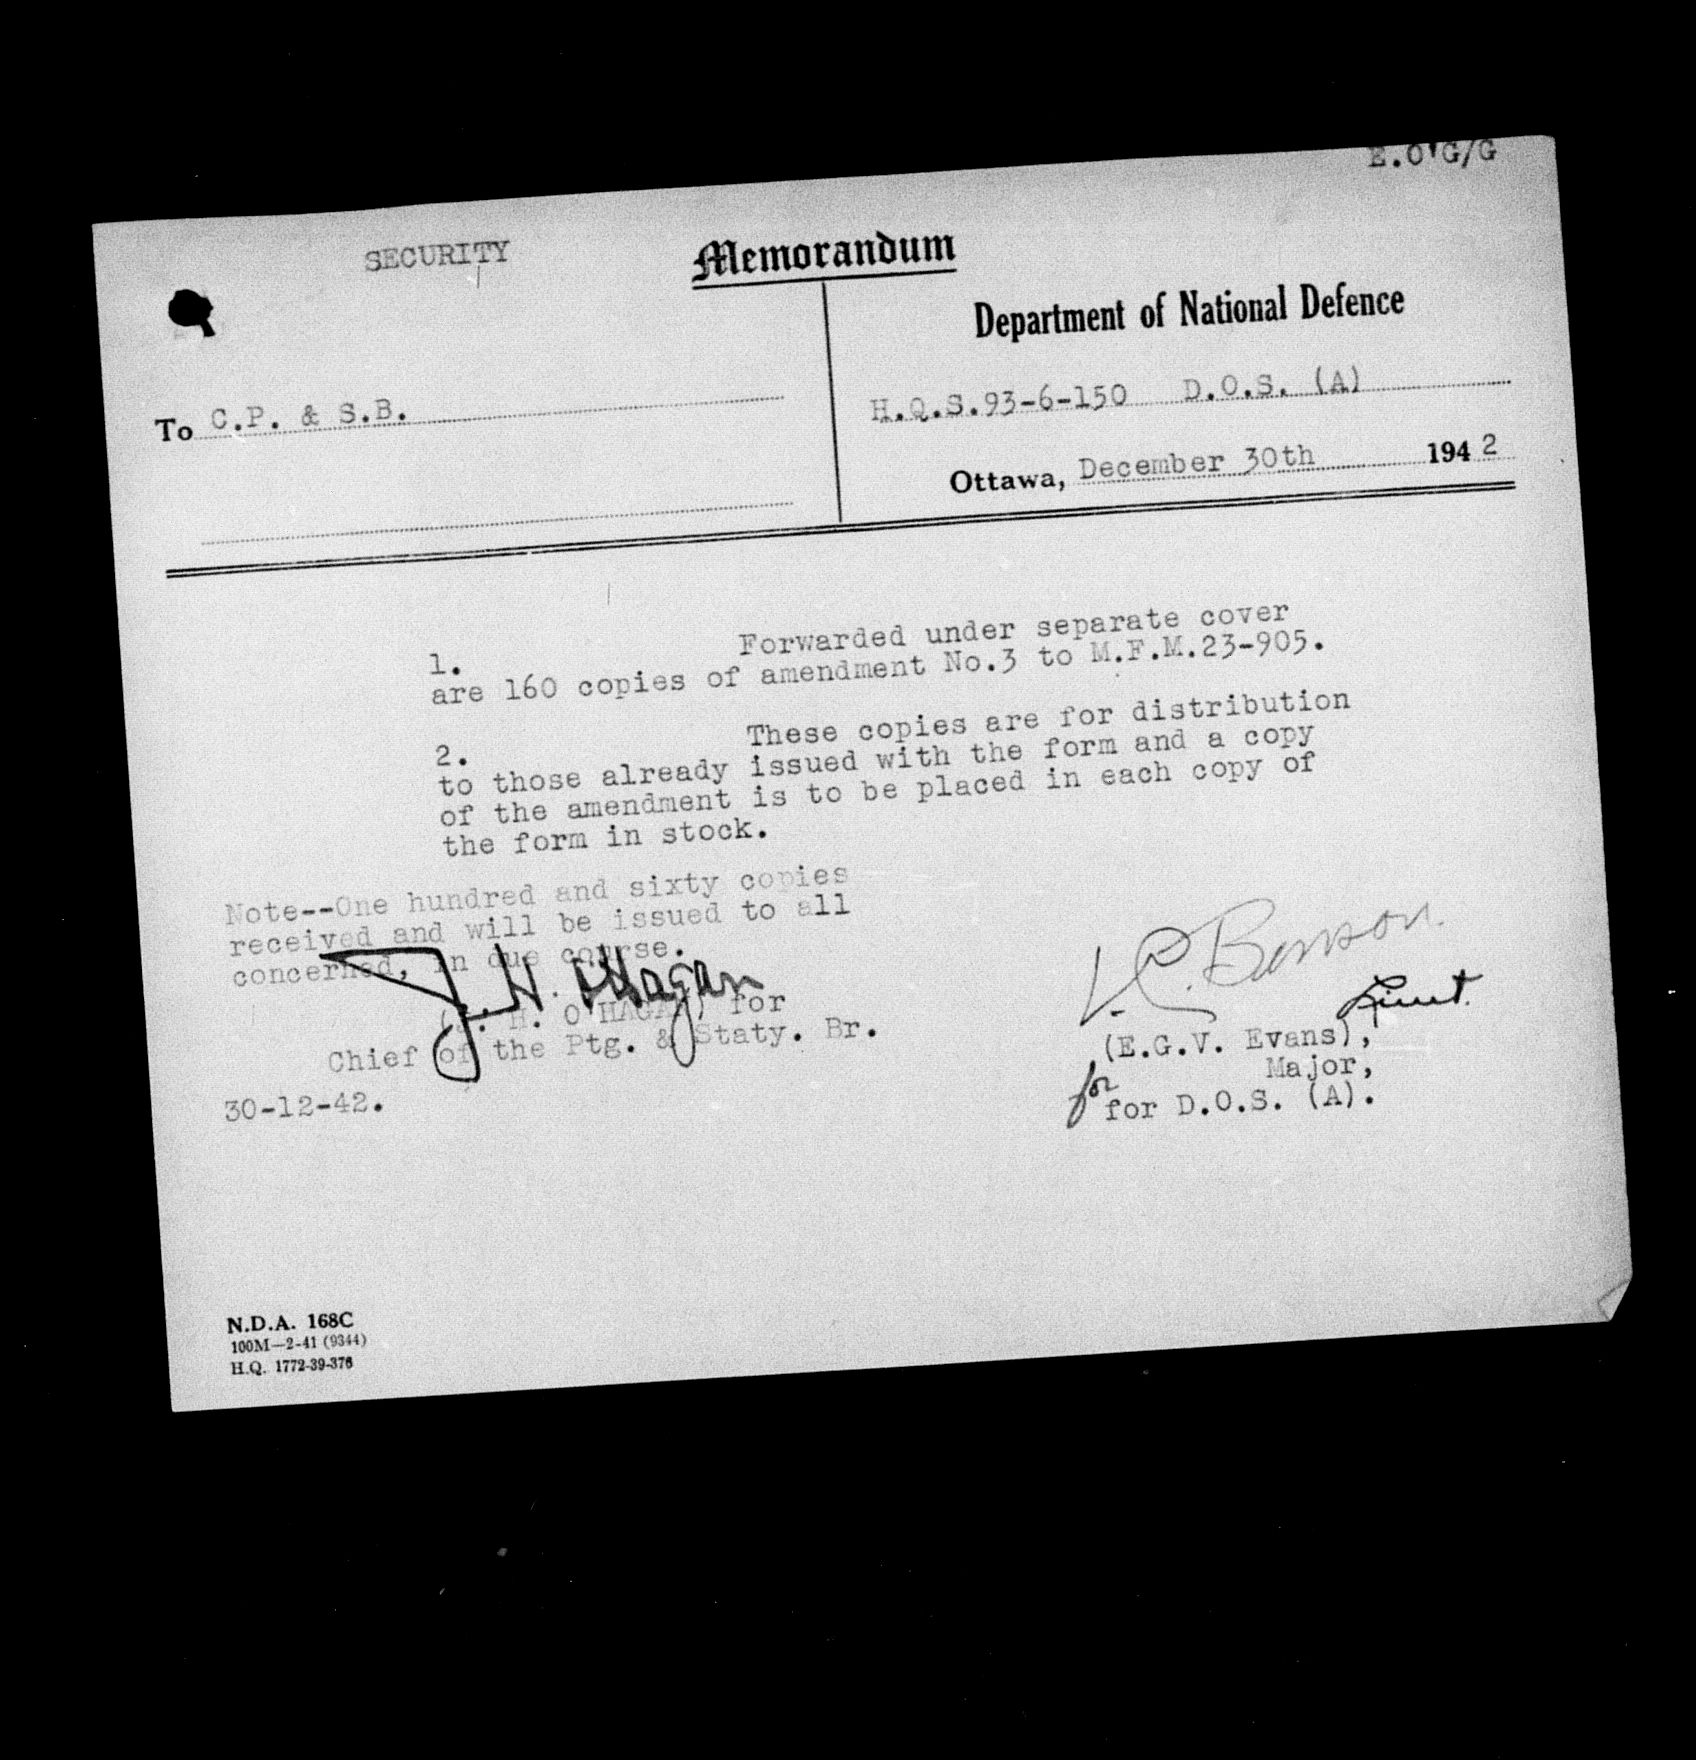 E.O'G/G
SECURITY
Memorandum
Department of National Defence
To C.P. & S.B.
H.Q.S.93-6-150 D.O.S. (A)
Ottawa, December 30th 1942
1. Forwarded under separate cover
are 160 copies of amendment No.3 to M.F.M.23-905.
2. These copies are for distribution
to those already issued with the form and a copy
of the amendment is to be placed in each copy of
the form in stock.
Note--One hundred and sixty copies
received and will be issued to all
concerned, in due course.
J. H. O'Hagan
(J. H. O'HAGAN) for
Chief of the Ptg. & Staty. Br.
30-12-42.
Benson.
Lieut.
(E.G.V. Evans),
Major,
for
for D.O.S. (A).
N.D.A. 168C
100M-2-41 (9344)
H.Q. 1772-39-376